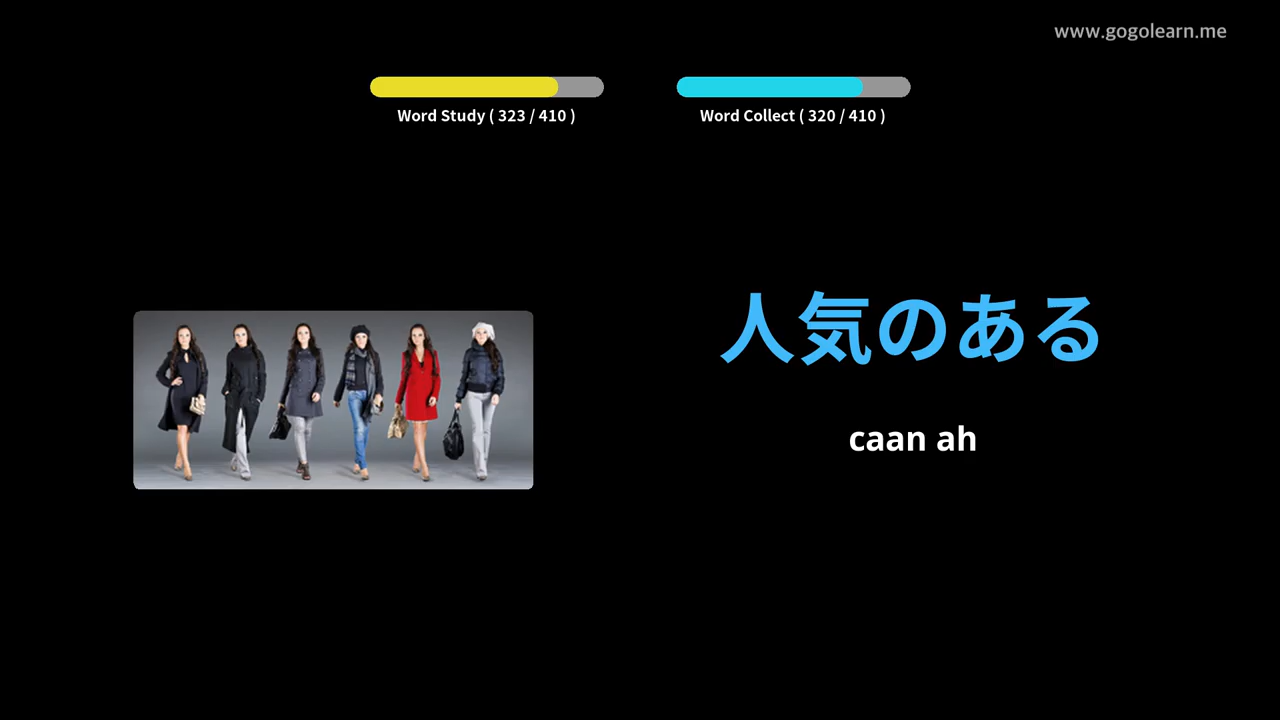 www.gogolearn.me
Word Study ( 323 / 410 )
Word Collect ( 320 / 410 )
人気のある
caan ah